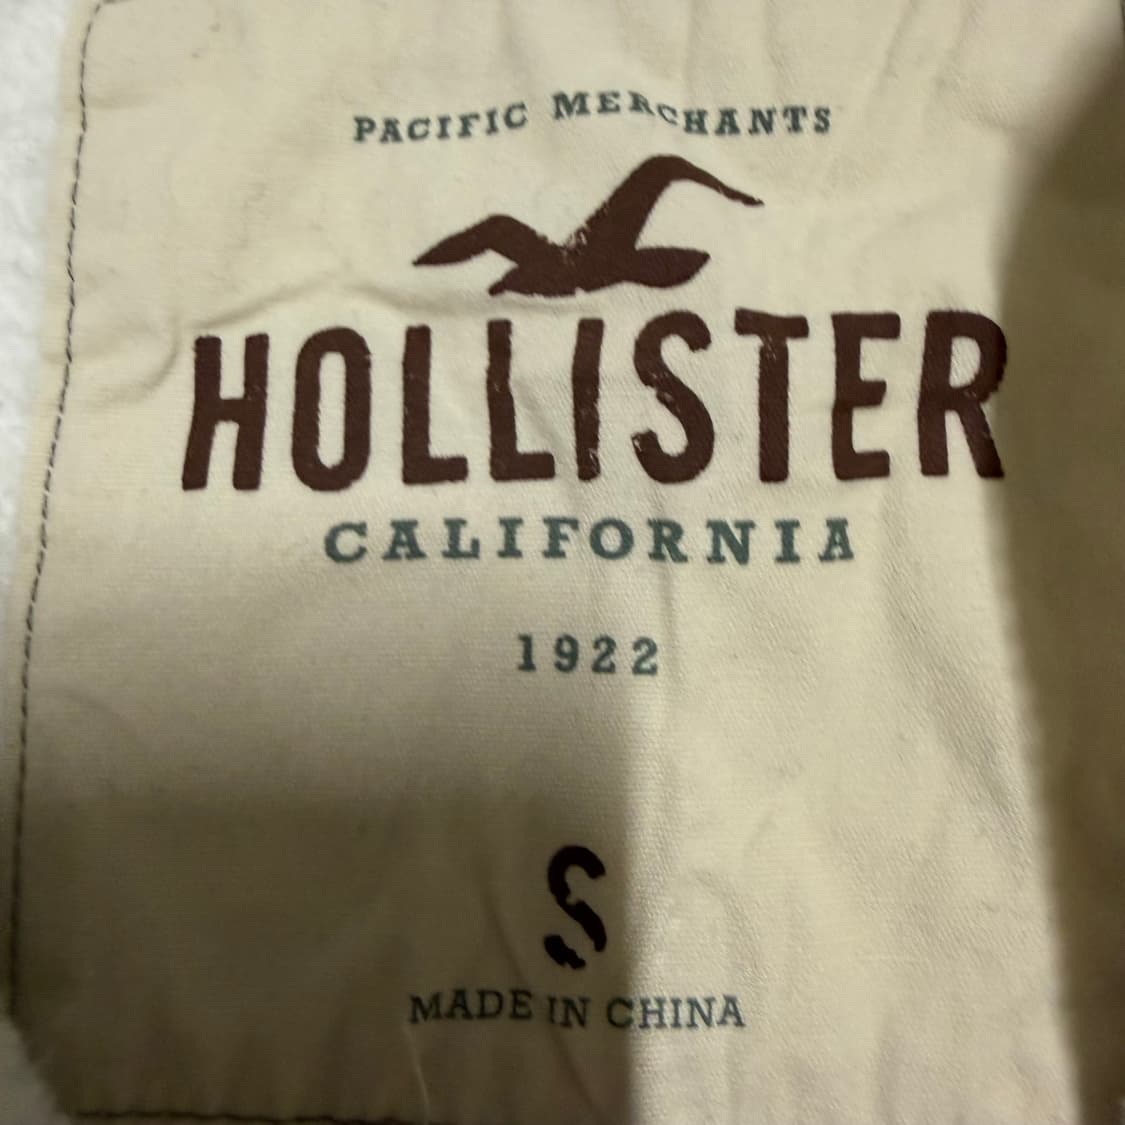 PACIFIC MERCHANTS
HOLLISTER
CALIFORNIA
1922
S
MADE IN CHINA